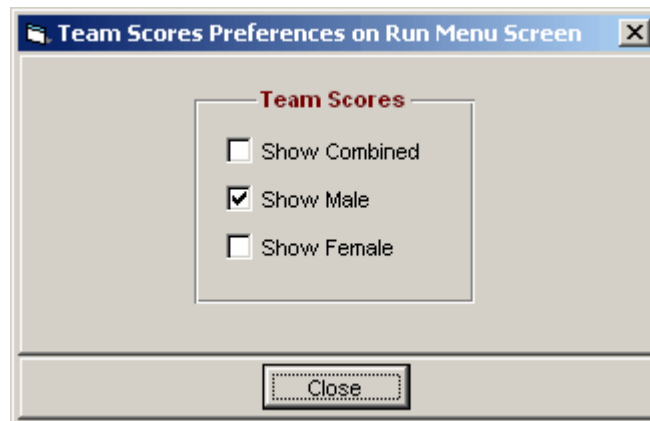 Team Scores Preferences on Run Menu Screen
Team Scores
Show Combined
Show Male
Show Female
Close